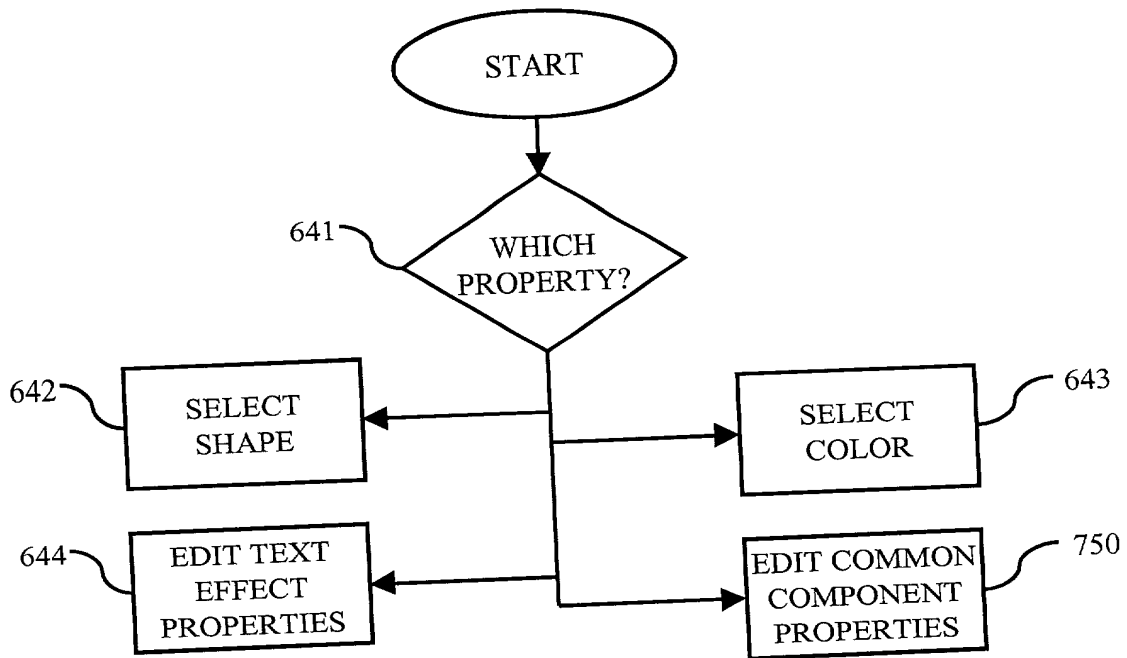 START
641
WHICH
PROPERTY?
642
SELECT
SHAPE
SELECT
COLOR
643
644
EDIT TEXT
EFFECT
PROPERTIES
EDIT COMMON
COMPONENT
PROPERTIES
750